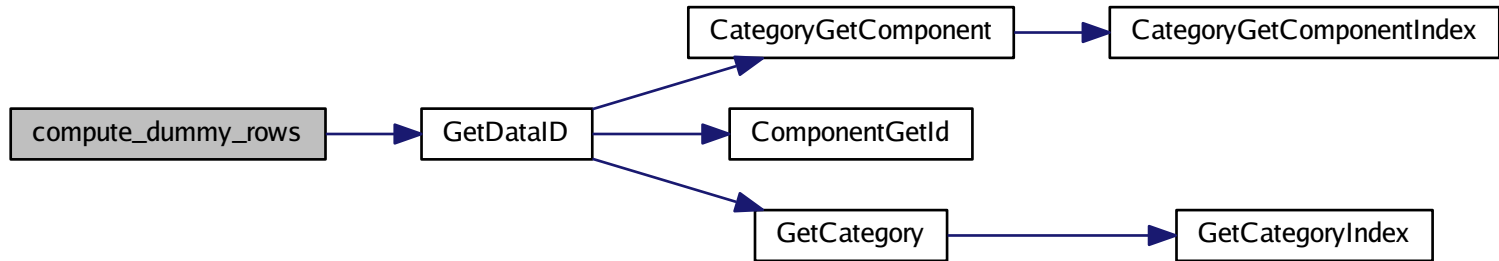 compute_dummy_rows
GetDataID
CategoryGetComponent
CategoryGetComponentIndex
ComponentGetId
GetCategory
GetCategoryIndex